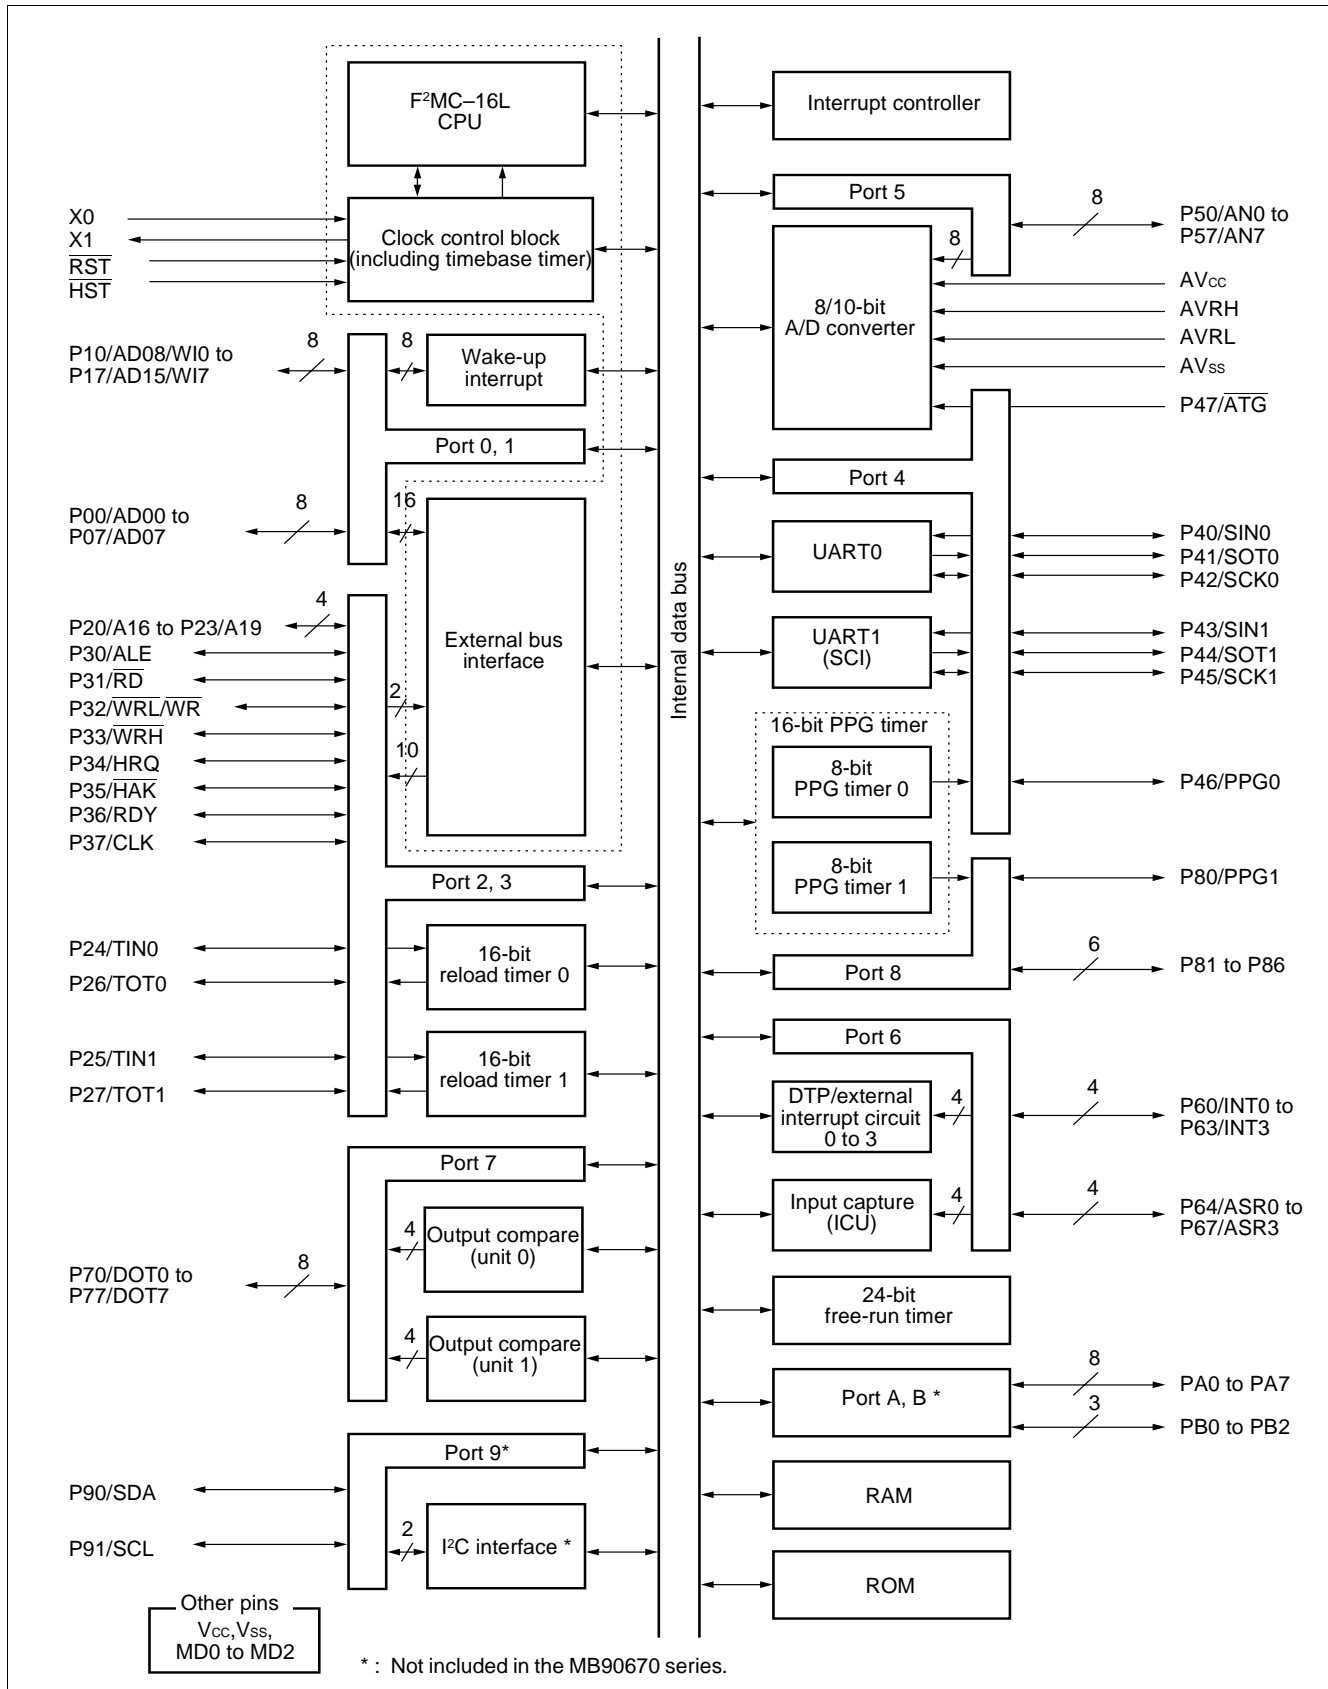 F²MC–16L
CPU
Interrupt controller
Port 5
8
P50/AN0 to
P57/AN7
X0
X1
RST
HST
Clock control block
(including timebase timer)
8
8/10-bit
A/D converter
AVcc
AVRH
AVRL
AVss
P47/ATG
P10/AD08/WI0 to
P17/AD15/WI7
8
8
Wake-up
interrupt
Port 0, 1
Port 4
P00/AD00 to
P07/AD07
8
16
UART0
P40/SIN0
P41/SOT0
P42/SCK0
Internal data bus
P20/A16 to P23/A19
4
P30/ALE
P31/RD
P32/WRL/WR
P33/WRH
P34/HRQ
P35/HAK
P36/RDY
P37/CLK
2
10
External bus
interface
UART1
(SCI)
P43/SIN1
P44/SOT1
P45/SCK1
16-bit PPG timer
8-bit
PPG timer 0
P46/PPG0
8-bit
PPG timer 1
P80/PPG1
Port 2, 3
P24/TIN0
P26/TOT0
16-bit
reload timer 0
Port 8
6
P81 to P86
P25/TIN1
P27/TOT1
16-bit
reload timer 1
Port 6
DTP/external
interrupt circuit
0 to 3
4
4
P60/INT0 to
P63/INT3
Port 7
Input capture
(ICU)
4
4
P64/ASR0 to
P67/ASR3
P70/DOT0 to
P77/DOT7
8
4
Output compare
(unit 0)
4
Output compare
(unit 1)
24-bit
free-run timer
Port A, B *
8
PA0 to PA7
3
PB0 to PB2
Port 9*
P90/SDA
P91/SCL
2
I²C interface *
RAM
ROM
Other pins
Vcc,Vss,
MD0 to MD2
* : Not included in the MB90670 series.